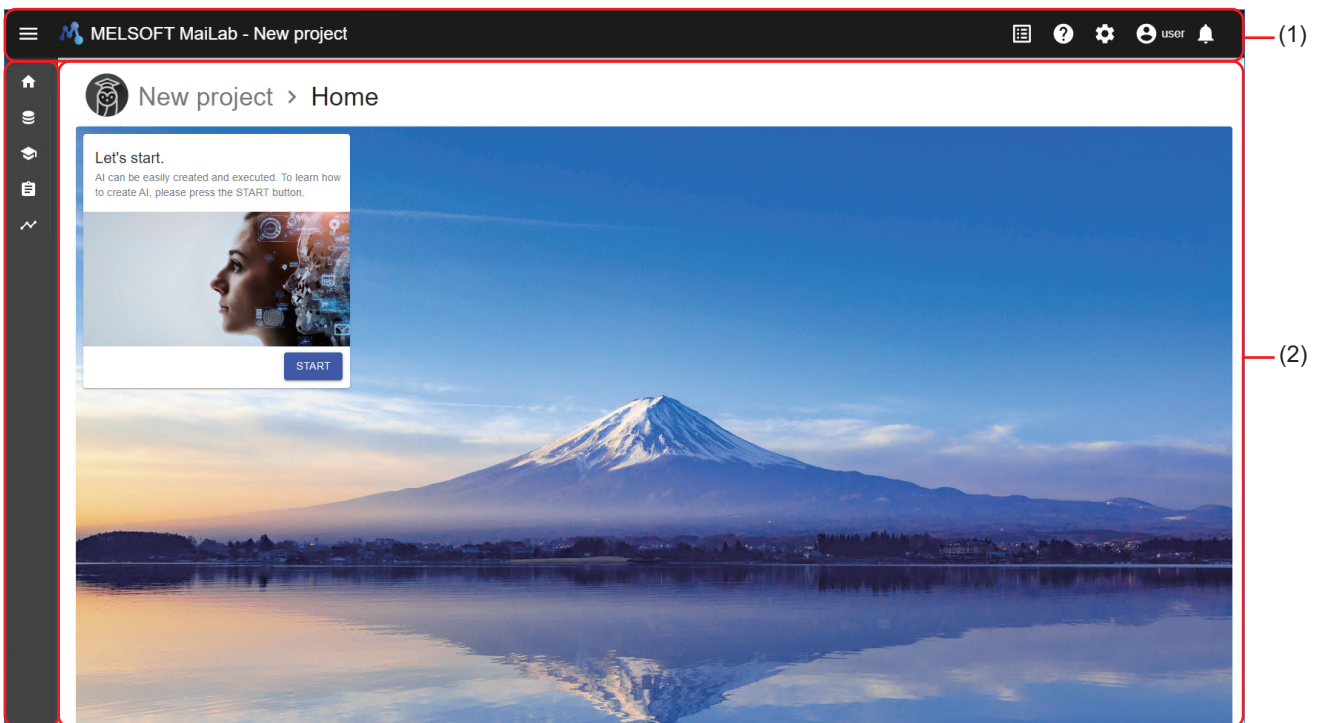 MELSOFT MaiLab - New project
user
(1)
New project > Home
Let's start.
AI can be easily created and executed. To learn how
to create AI, please press the START button.
START
(2)